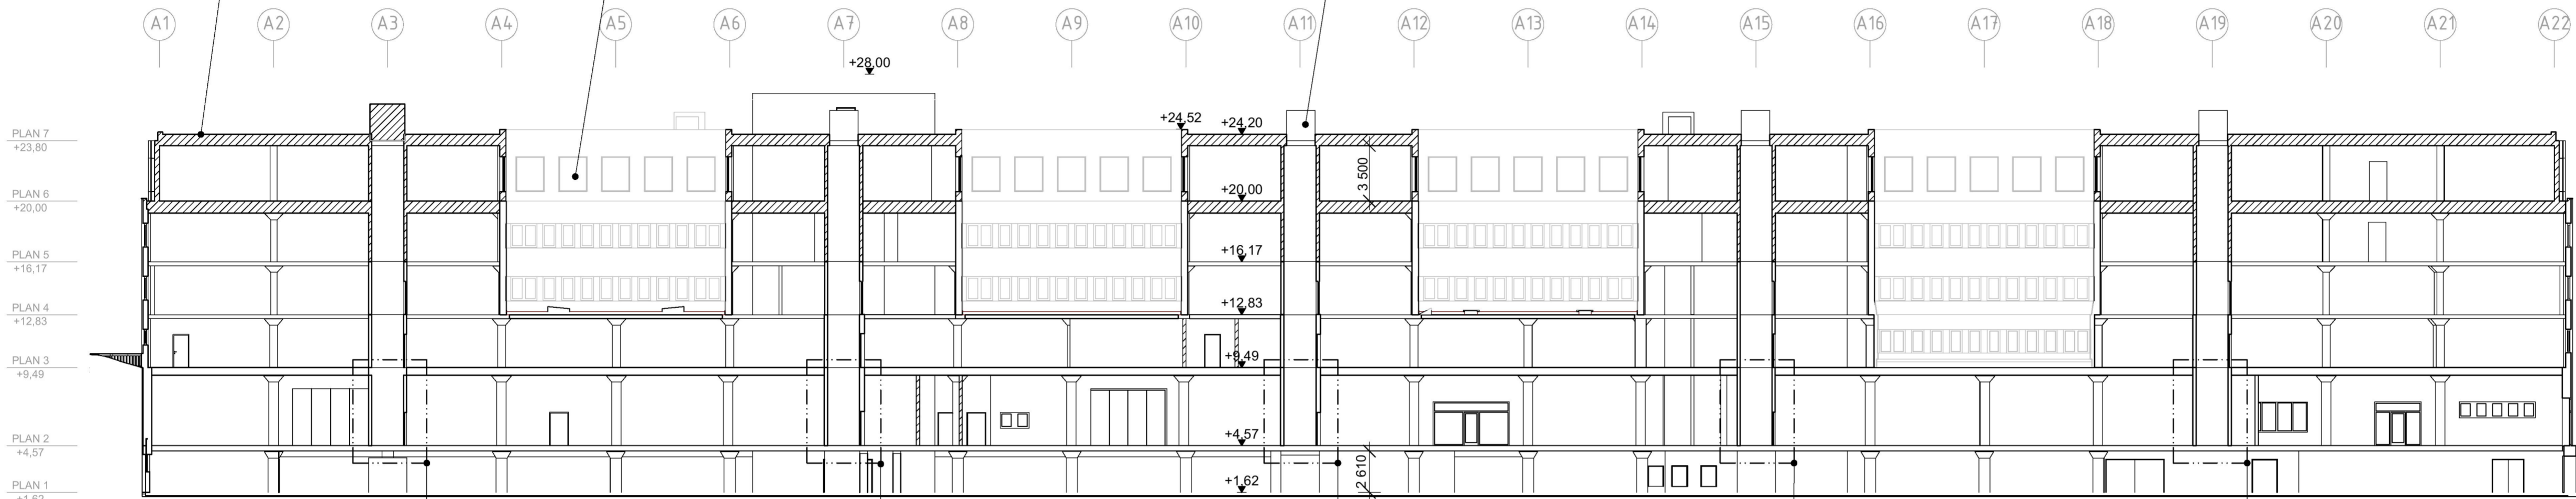 A1 A2 A3 A4 A5 A6 A7 A8 A9 A10 A11 A12 A13 A14 A15 A16 A17 A18 A19 A20 A21 A22
+28,00
+24,52 +24,20
PLAN 7
+23,80
3 500
PLAN 6
+20,00
+20,00
PLAN 5
+16,17
+16,17
PLAN 4
+12,83
+12,83
PLAN 3
+9,49
+9,49
PLAN 2
+4,57
+4,57
2 610
PLAN 1
+1,62
+1,62